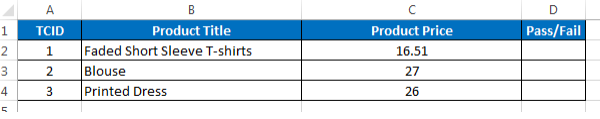 A B C D
1 TCID Product Title Product Price Pass/Fail
2 1 Faded Short Sleeve T-shirts 16.51
3 2 Blouse 27
4 3 Printed Dress 26
5